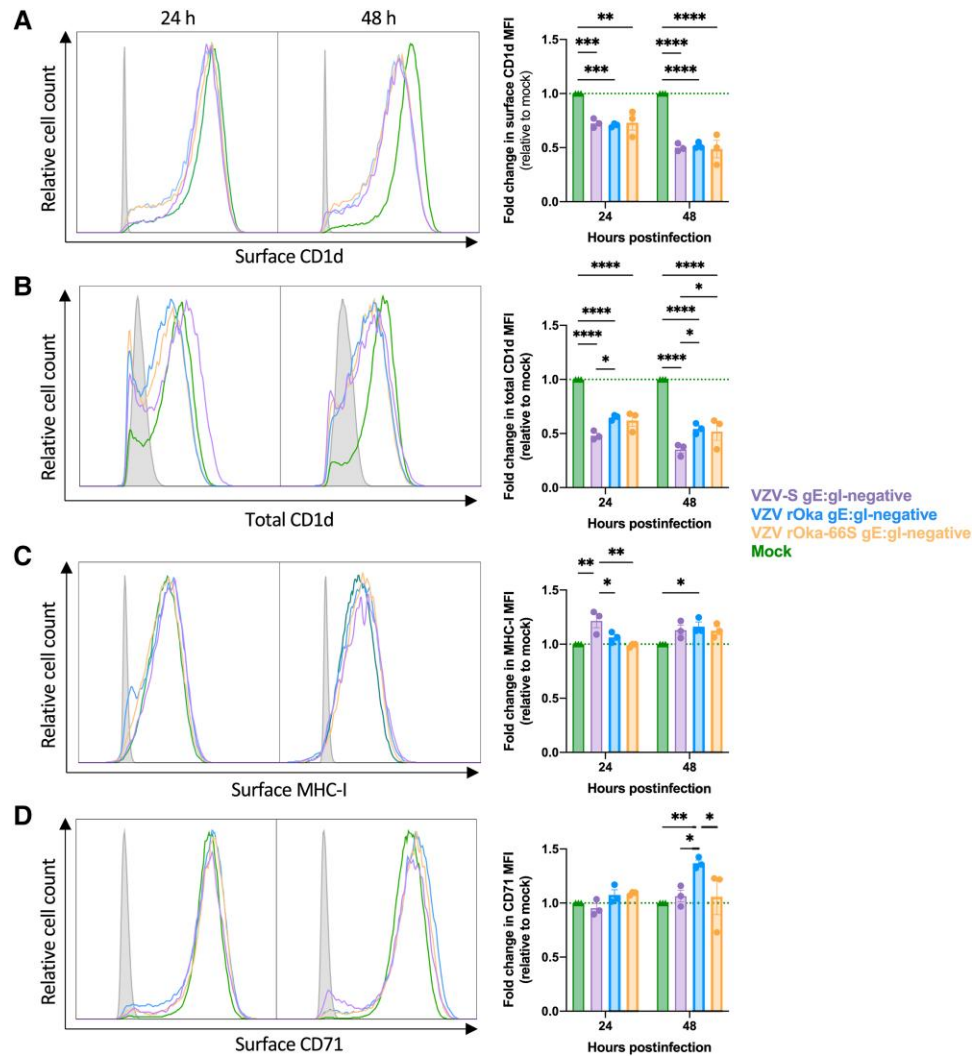 A
24 h
48 h
Relative cell count
Surface CD1d
Fold change in surface CD1d MFI
(relative to mock)
1.5
1.0
0.5
0.0
** ****
*** ****
*** ****
24
48
Hours postinfection
B
Relative cell count
Total CD1d
Fold change in total CD1d MFI
(relative to mock)
1.5
1.0
0.5
0.0
**** ****
*
**** ****
**** *
* ****
24
48
Hours postinfection
VZV-S gE:gI-negative
VZV rOka gE:gI-negative
VZV rOka-66S gE:gI-negative
Mock
C
Relative cell count
Surface MHC-I
Fold change in MHC-I MFI
(relative to mock)
1.5
1.0
0.5
0.0
** **
* *
24
48
Hours postinfection
D
Relative cell count
Surface CD71
Fold change in CD71 MFI
(relative to mock)
1.5
1.0
0.5
0.0
** *
*
24
48
Hours postinfection